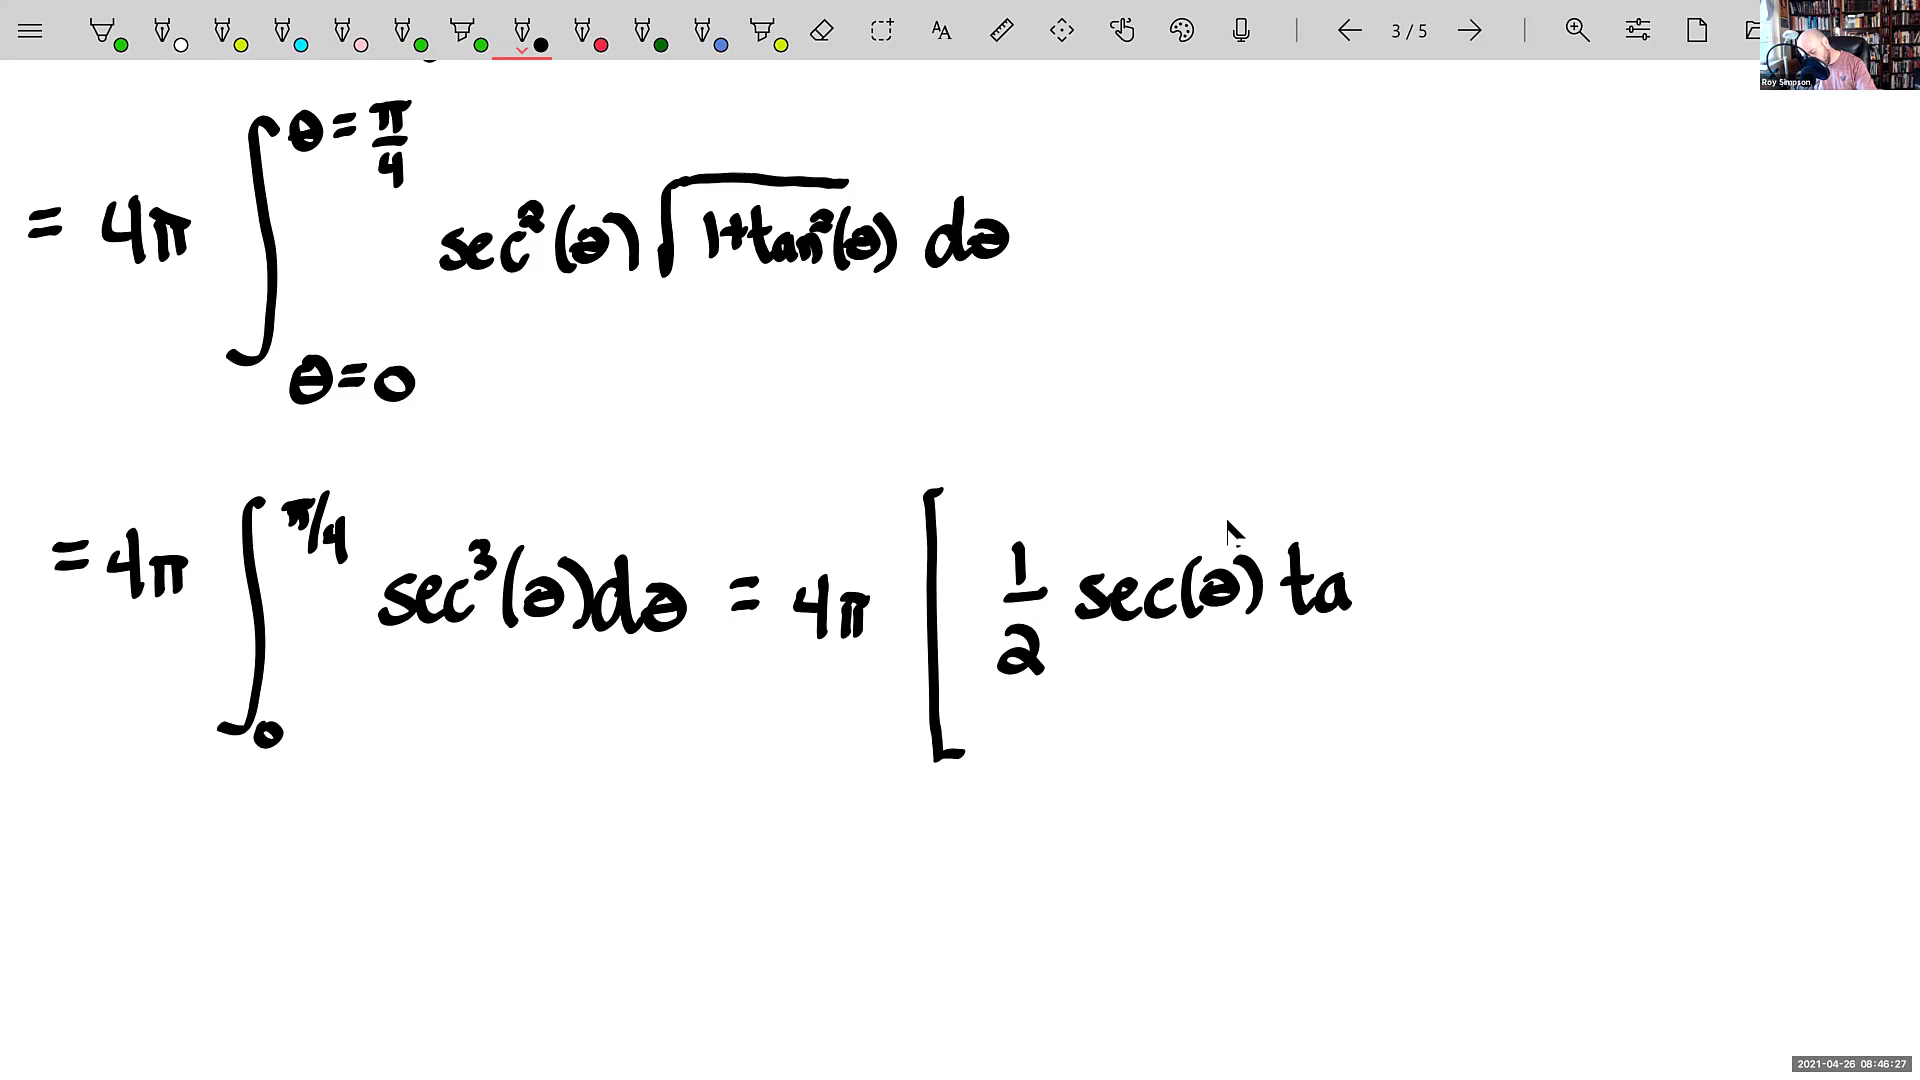 3 / 5
Roy Simpson
= 4π ∫_{θ=0}^{θ=π/4} sec²(θ) √(1+tan²(θ)) dθ
= 4π ∫_0^{π/4} sec³(θ)dθ = 4π [ 1/2 sec(θ) ta
2021-04-26 08:46:27